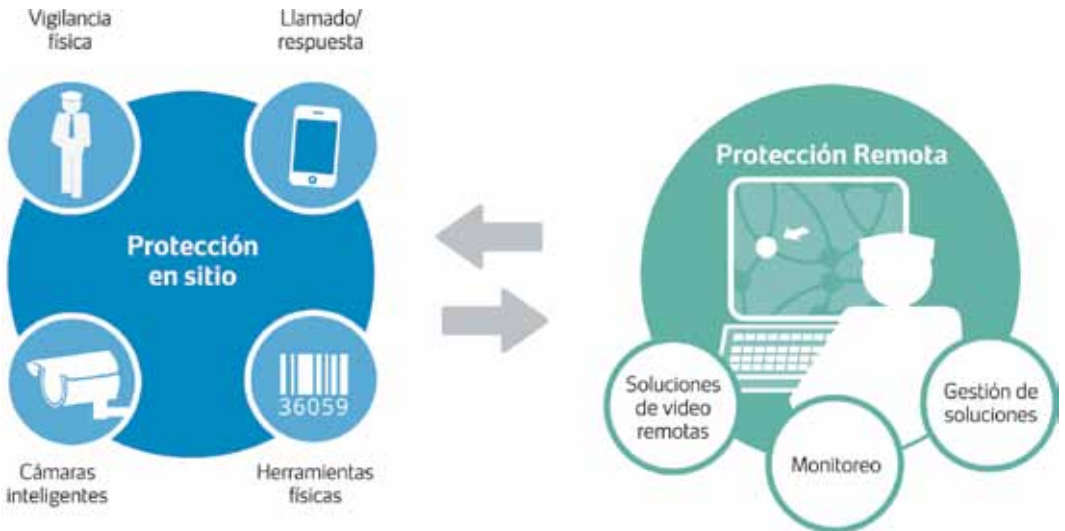 Vigilancia
física
Llamado/
respuesta
Protección
en sitio
36059
Cámaras
inteligentes
Herramientas
físicas
Protección Remota
Soluciones
de video
remotas
Monitoreo
Gestión de
soluciones